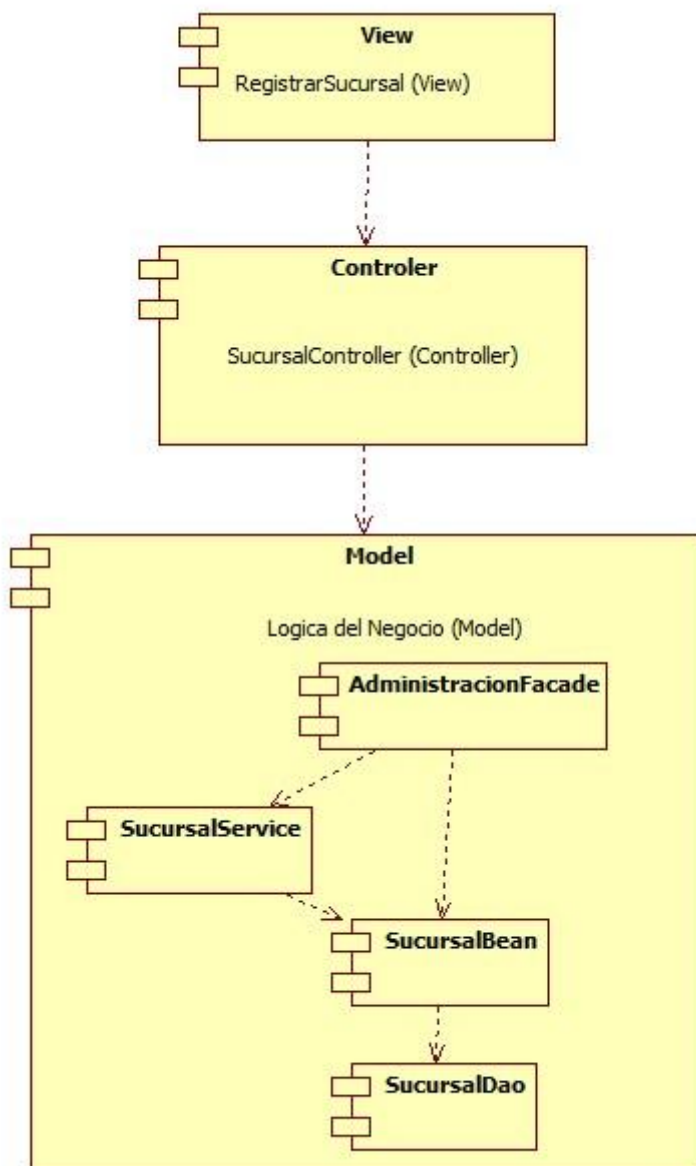 View
RegistrarSucursal (View)
Controler
SucursalController (Controller)
Model
Logica del Negocio (Model)
AdministracionFacade
SucursalService
SucursalBean
SucursalDao